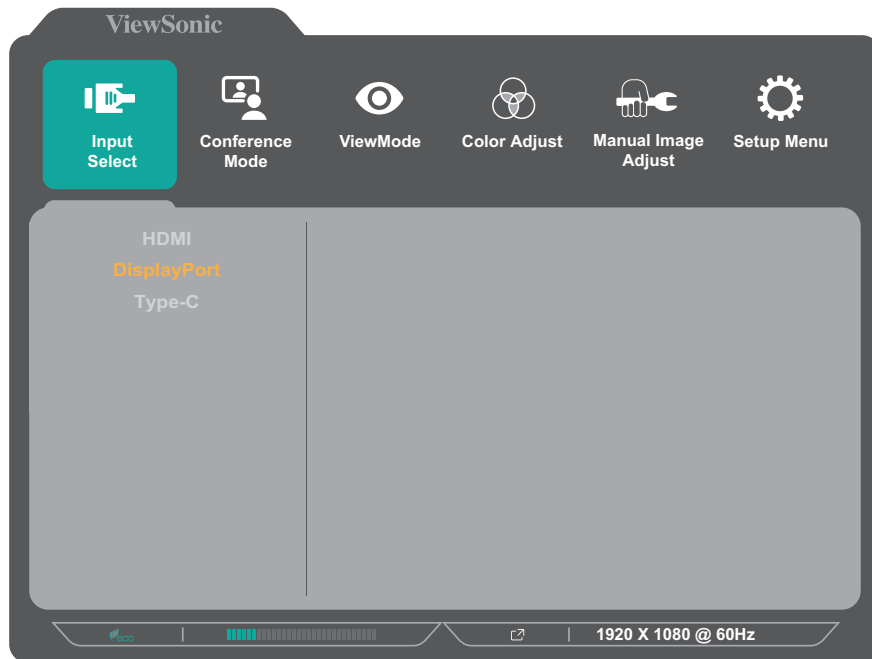 ViewSonic
Input
Select
Conference
Mode
ViewMode
Color Adjust
Manual Image
Adjust
Setup Menu
HDMI
DisplayPort
Type-C
eco
1920 X 1080 @ 60Hz